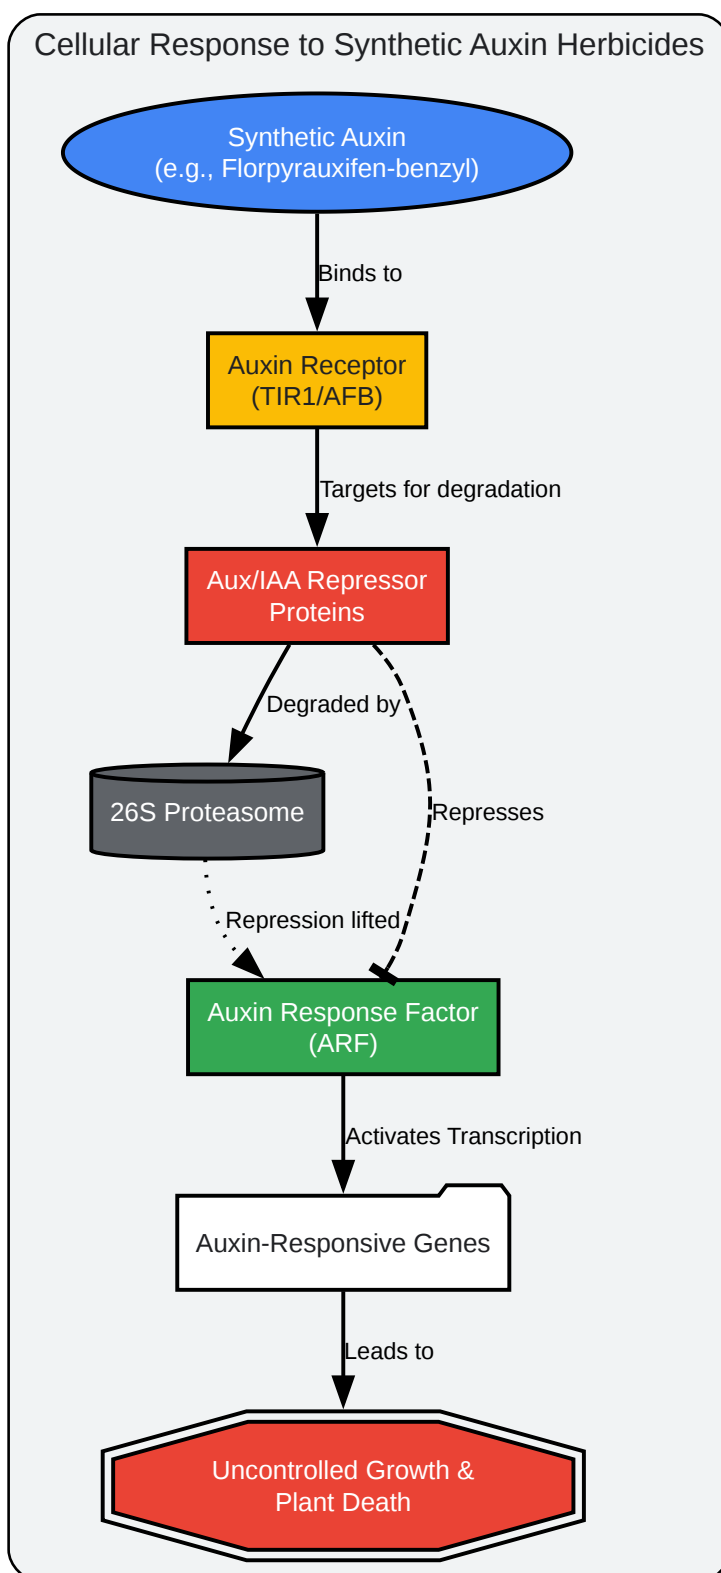 Cellular Response to Synthetic Auxin Herbicides
Synthetic Auxin
(e.g., Florpyrauxifen-benzyl)
Binds to
Auxin Receptor
(TIR1/AFB)
Targets for degradation
Aux/IAA Repressor
Proteins
Degraded by
26S Proteasome
Represses
Repression lifted
Auxin Response Factor
(ARF)
Activates Transcription
Auxin-Responsive Genes
Leads to
Uncontrolled Growth &
Plant Death